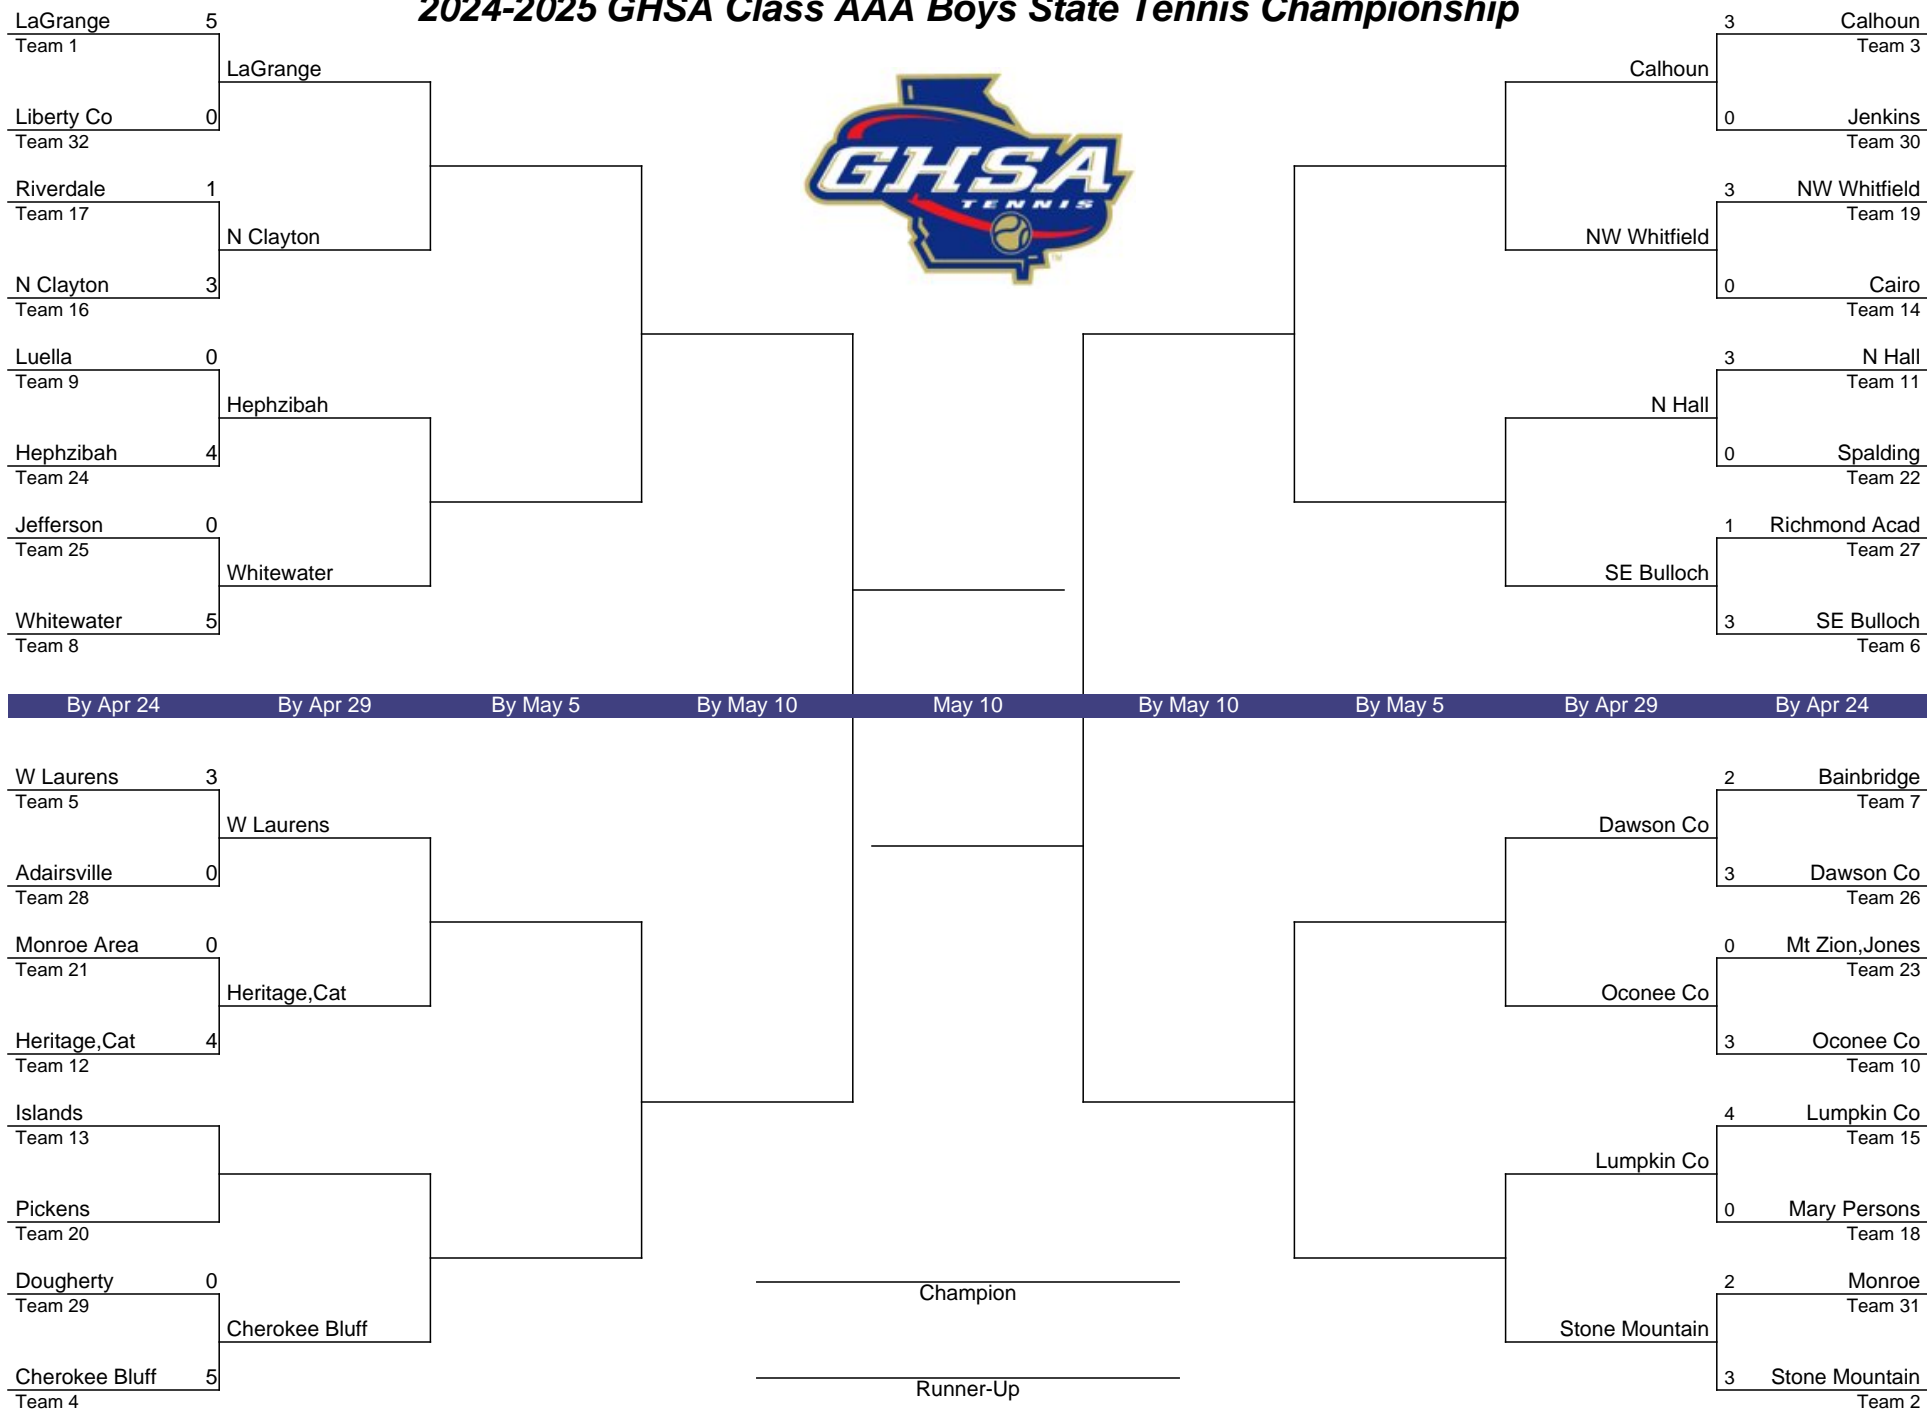 2024-2025 GHSA Class AAA Boys State Tennis Championship
GHSA
TENNIS
TM
LaGrange 5
Team 1
LaGrange
Liberty Co 0
Team 32
Riverdale 1
Team 17
N Clayton
N Clayton 3
Team 16
Luella 0
Team 9
Hephzibah
Hephzibah 4
Team 24
Jefferson 0
Team 25
Whitewater
Whitewater 5
Team 8
3 Calhoun
Team 3
Calhoun
0 Jenkins
Team 30
3 NW Whitfield
Team 19
NW Whitfield
0 Cairo
Team 14
3 N Hall
Team 11
N Hall
0 Spalding
Team 22
1 Richmond Acad
Team 27
SE Bulloch
3 SE Bulloch
Team 6
By Apr 24 By Apr 29 By May 5 By May 10 May 10 By May 10 By May 5 By Apr 29 By Apr 24
W Laurens 3
Team 5
W Laurens
Adairsville 0
Team 28
Monroe Area 0
Team 21
Heritage,Cat
Heritage,Cat 4
Team 12
Islands
Team 13
Pickens
Team 20
Dougherty 0
Team 29
Cherokee Bluff
Cherokee Bluff 5
Team 4
2 Bainbridge
Team 7
Dawson Co
3 Dawson Co
Team 26
0 Mt Zion,Jones
Team 23
Oconee Co
3 Oconee Co
Team 10
4 Lumpkin Co
Team 15
Lumpkin Co
0 Mary Persons
Team 18
2 Monroe
Team 31
Stone Mountain
3 Stone Mountain
Team 2
Champion
Runner-Up